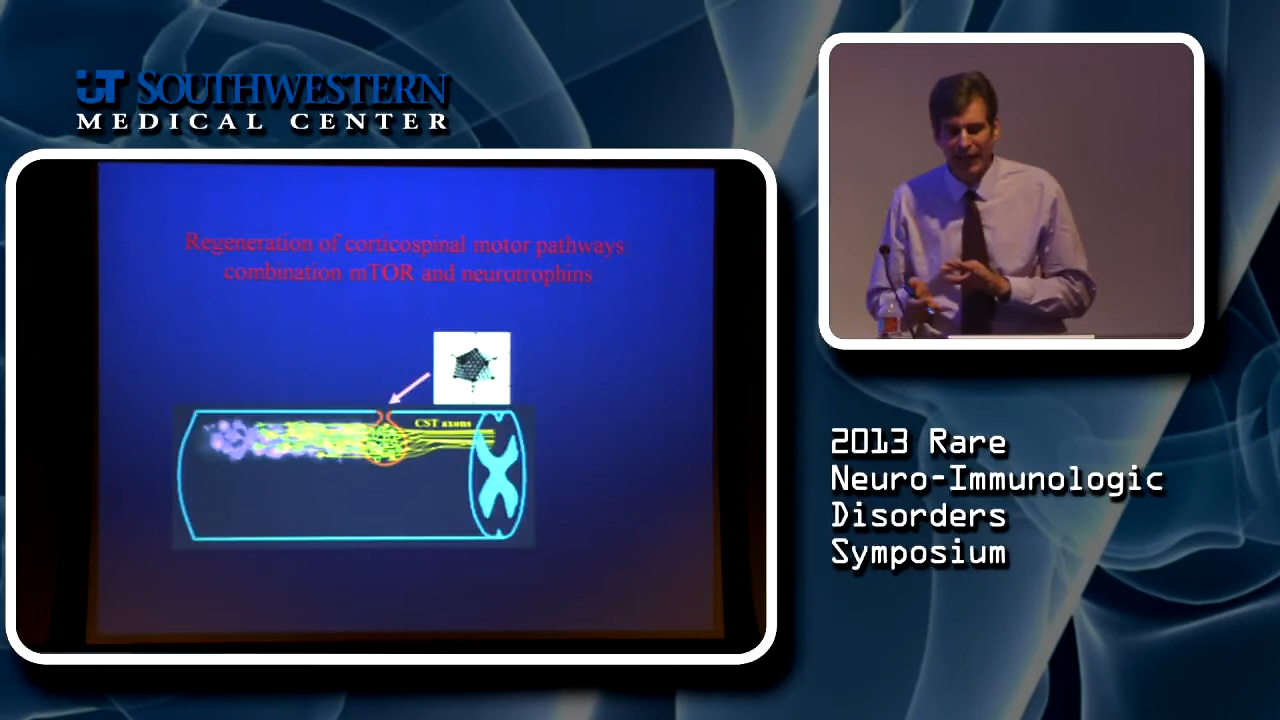 UT SOUTHWESTERN
MEDICAL CENTER
Regeneration of corticospinal motor pathways
combination mTOR and neurotrophins
CST axons
2013 Rare
Neuro-Immunologic
Disorders
Symposium